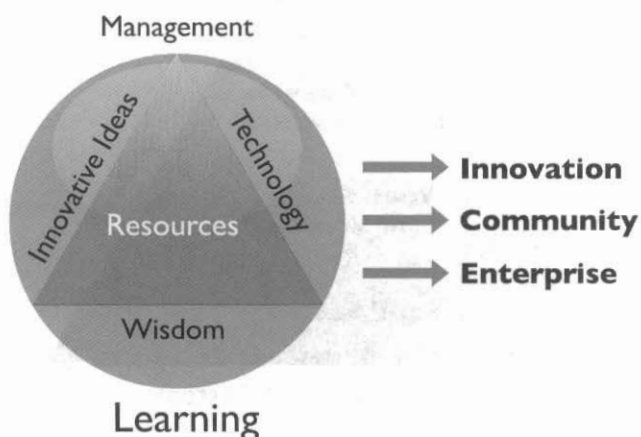 Management
Innovative Ideas
Technology
Resources
Wisdom
Learning
Innovation
Community
Enterprise